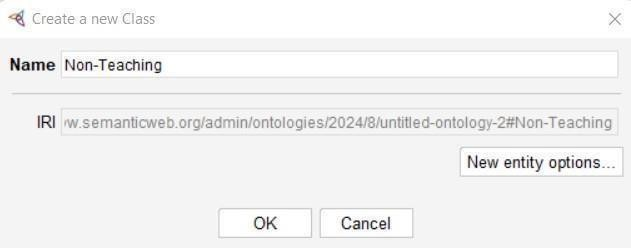 Create a new Class
Name Non-Teaching
IRI w.semanticweb.org/admin/ontologies/2024/8/untitled-ontology-2#Non-Teaching
New entity options...
OK Cancel